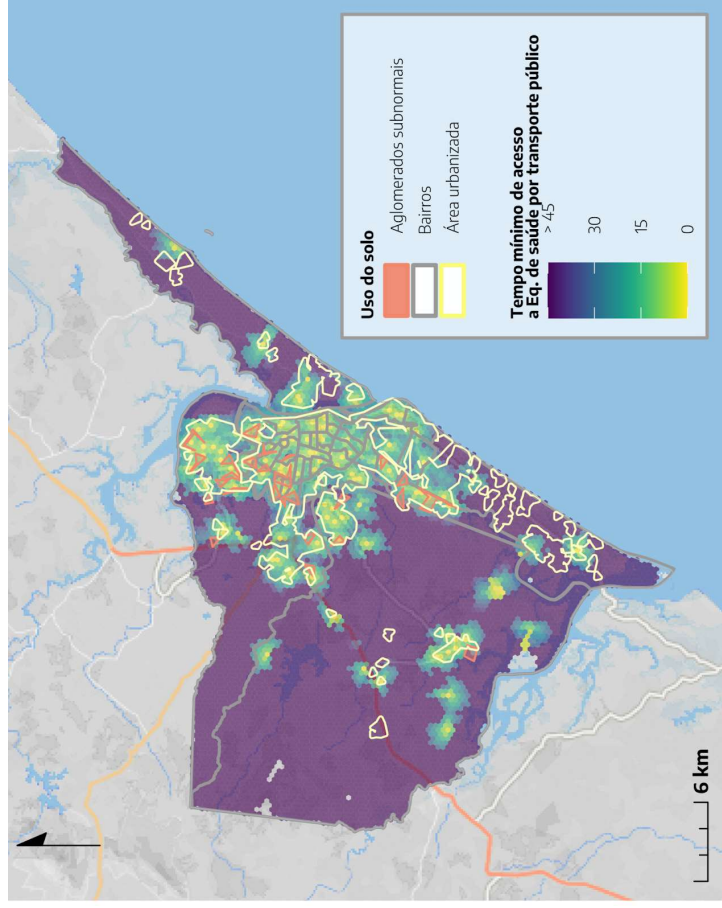 Uso do solo
Aglomerados subnormais
Bairros
Área urbanizada
Tempo mínimo de acesso
a Eq. de saúde por transporte público
> 45
30
15
0
6 km